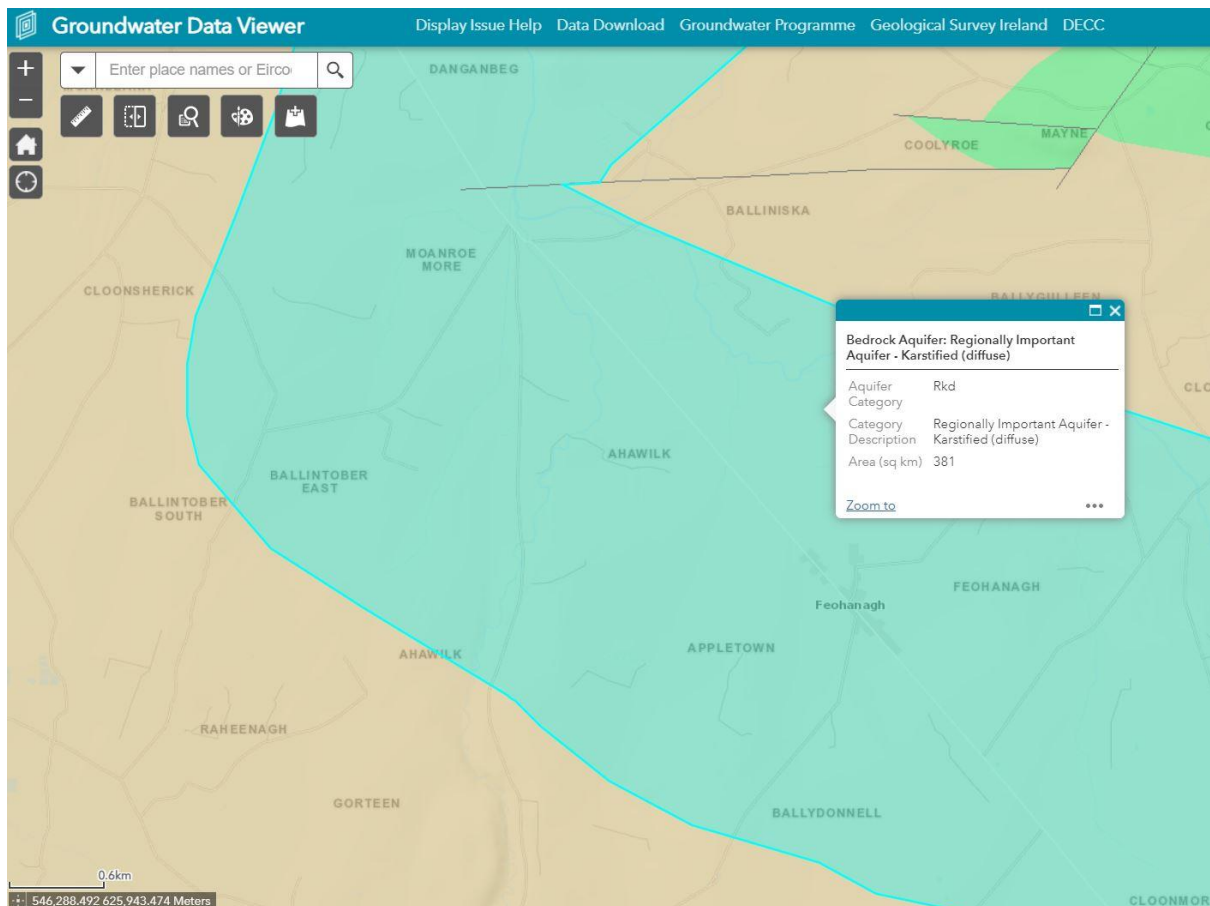 Groundwater Data Viewer
Display Issue Help Data Download Groundwater Programme Geological Survey Ireland DECC
Enter place names or Eirco
DANGANBEG
MAYNE
COOLYROE
BALLINISKA
MOANROE
MORE
CLOONSHERICK
BALLYGULLEEN
Bedrock Aquifer: Regionally Important
Aquifer - Karstified (diffuse)
Aquifer Rkd
Category
Category Regionally Important Aquifer -
Description Karstified (diffuse)
Area (sq km) 381
Zoom to
AHAWILK
BALLINTOBER
EAST
BALLINTOBER
SOUTH
FEOHANAGH
Feohanagh
APPLETOWN
AHAWILK
RAHEENAGH
GORTEEN
BALLYDONNELL
0.6km
546,288.492 625,943.474 Meters
CLOONMOR